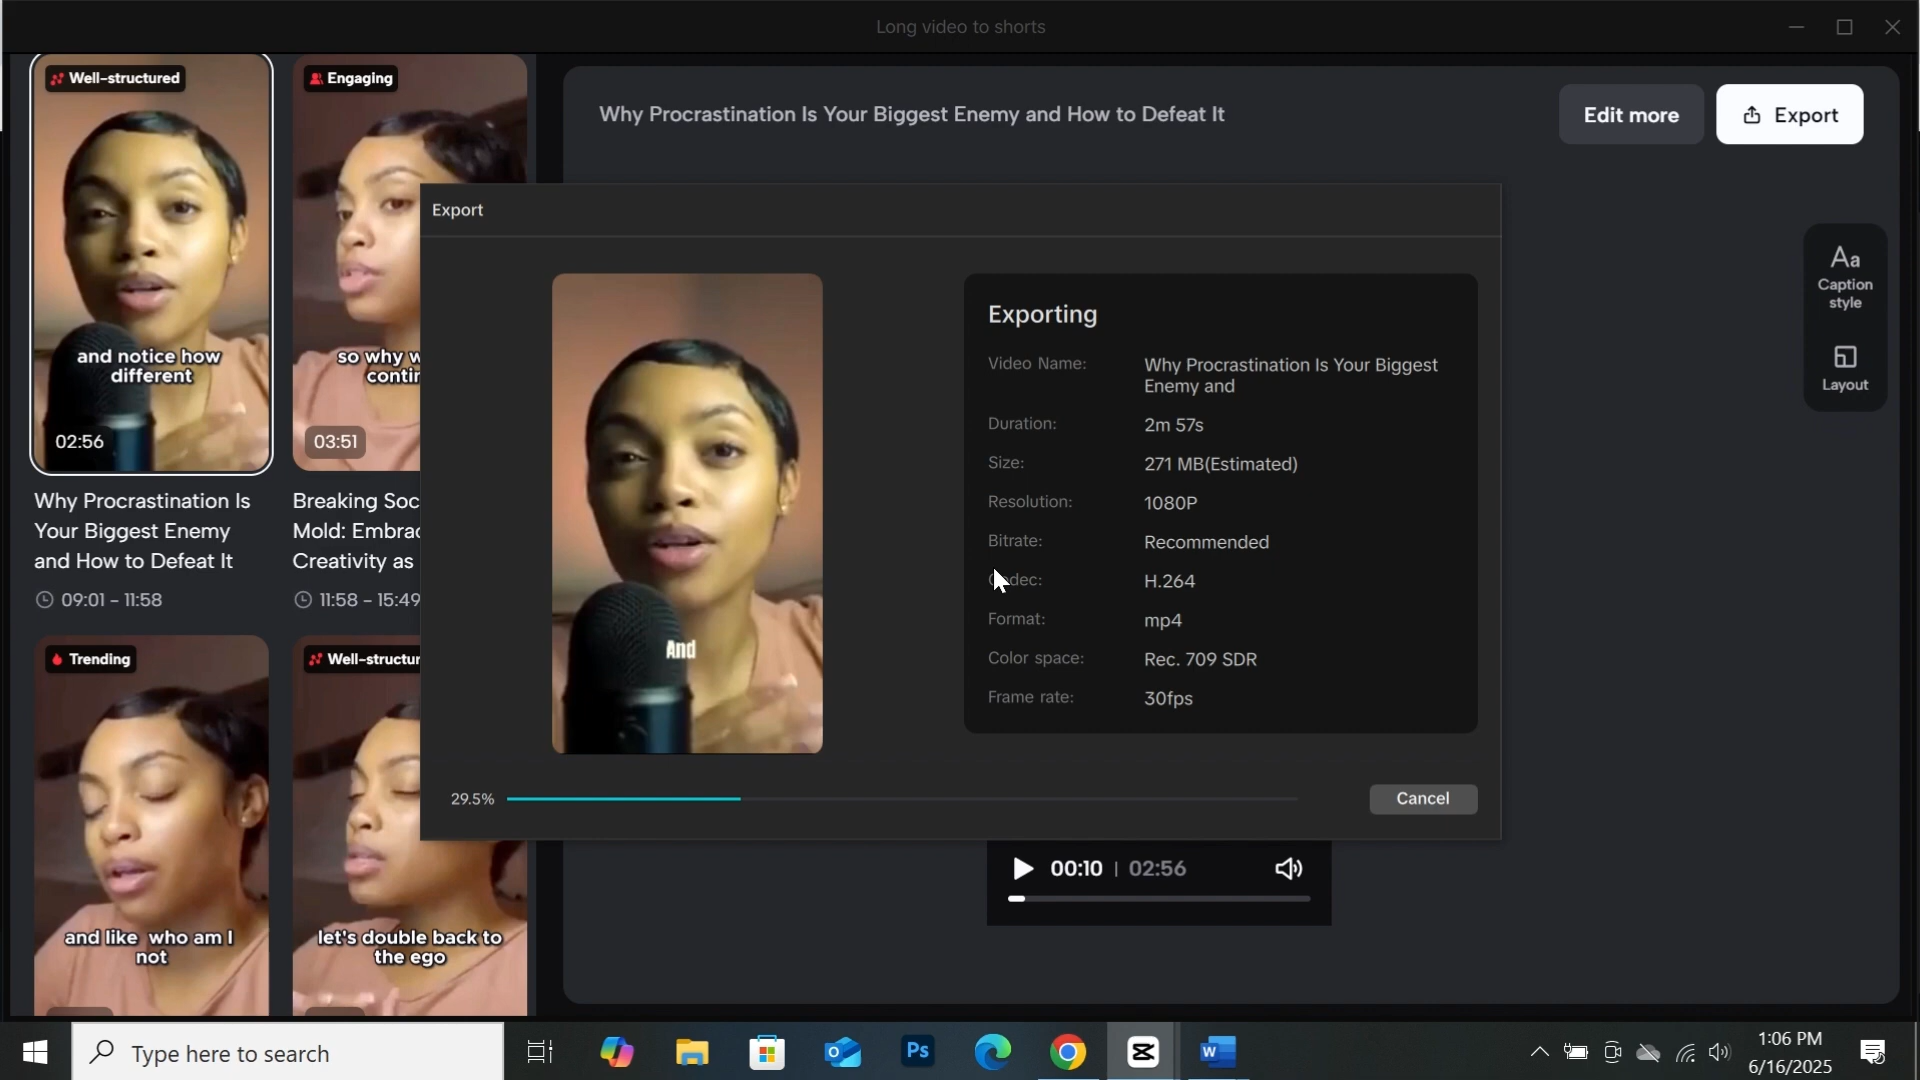 Long video to shorts
Well-structured
and notice how
different
02:56
Why Procrastination Is
Your Biggest Enemy
and How to Defeat It
09:01 - 11:58
Engaging
so why w
contin
03:51
Breaking Soc
Mold: Embrac
Creativity as
11:58 - 15:49
Trending
and like who am I
not
Well-structur
let's double back to
the ego
Why Procrastination Is Your Biggest Enemy and How to Defeat It
Edit more
Export
Aa
Caption
style
Layout
Export
And
Exporting
Video Name: Why Procrastination Is Your Biggest
Enemy and
Duration: 2m 57s
Size: 271 MB(Estimated)
Resolution: 1080P
Bitrate: Recommended
Codec: H.264
Format: mp4
Color space: Rec. 709 SDR
Frame rate: 30fps
29.5%
Cancel
00:10 | 02:56
Type here to search
Ps
1:06 PM
6/16/2025